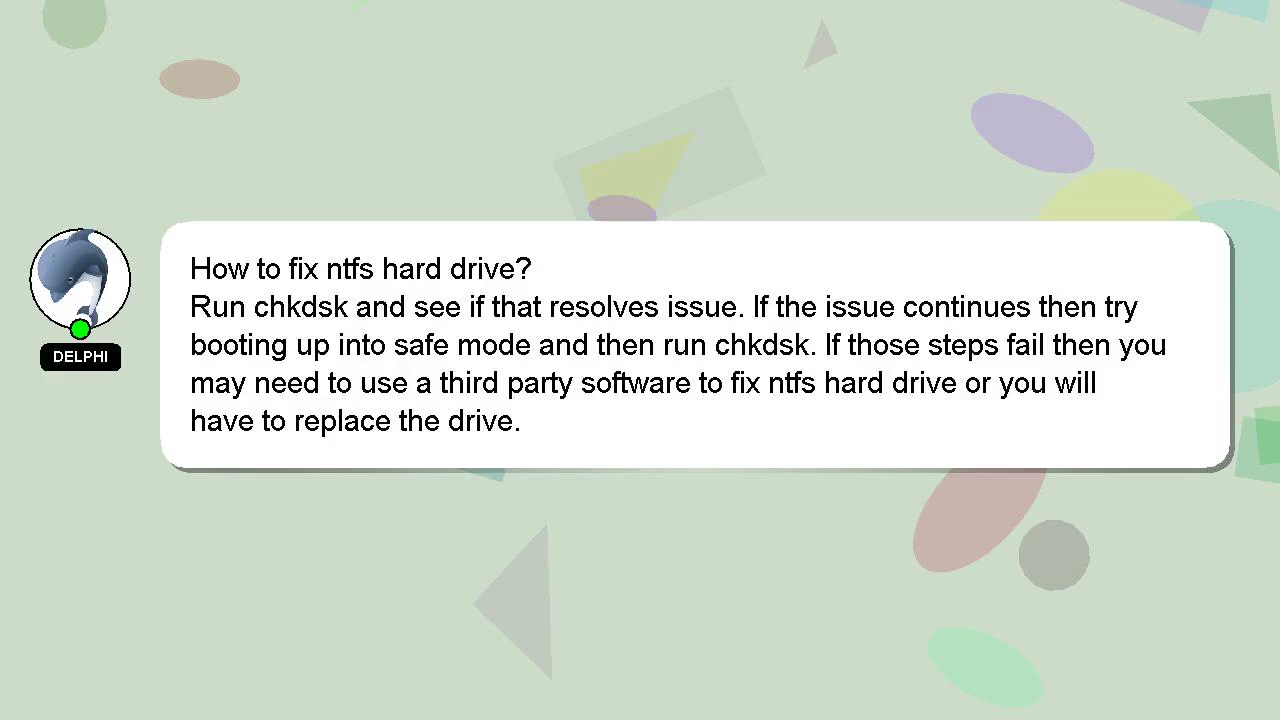 How to fix ntfs hard drive?
Run chkdsk and see if that resolves issue. If the issue continues then try
booting up into safe mode and then run chkdsk. If those steps fail then you
may need to use a third party software to fix ntfs hard drive or you will
have to replace the drive.
DELPHI